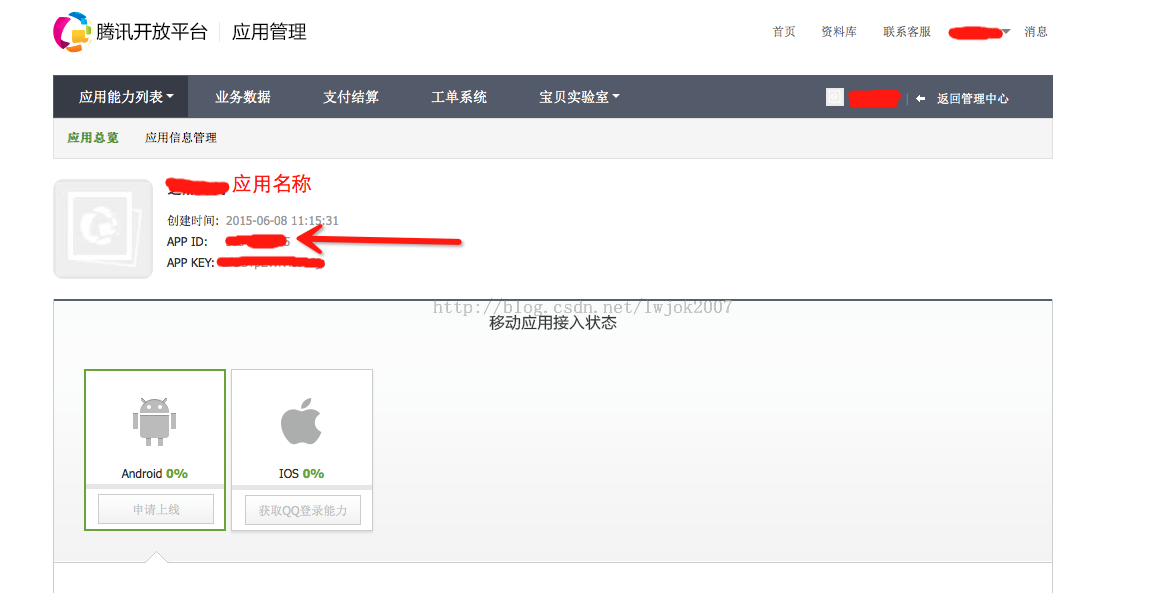 腾讯开放平台 应用管理
首页 资料库 联系客服 消息
应用能力列表 业务数据 支付结算 工单系统 宝贝实验室 返回管理中心
应用总览 应用信息管理
应用名称
创建时间: 2015-06-08 11:15:31
APP ID:
APP KEY:
http://blog.csdn.net/lwjok2007
移动应用接入状态
Android 0% IOS 0%
申请上线 获取QQ登录能力